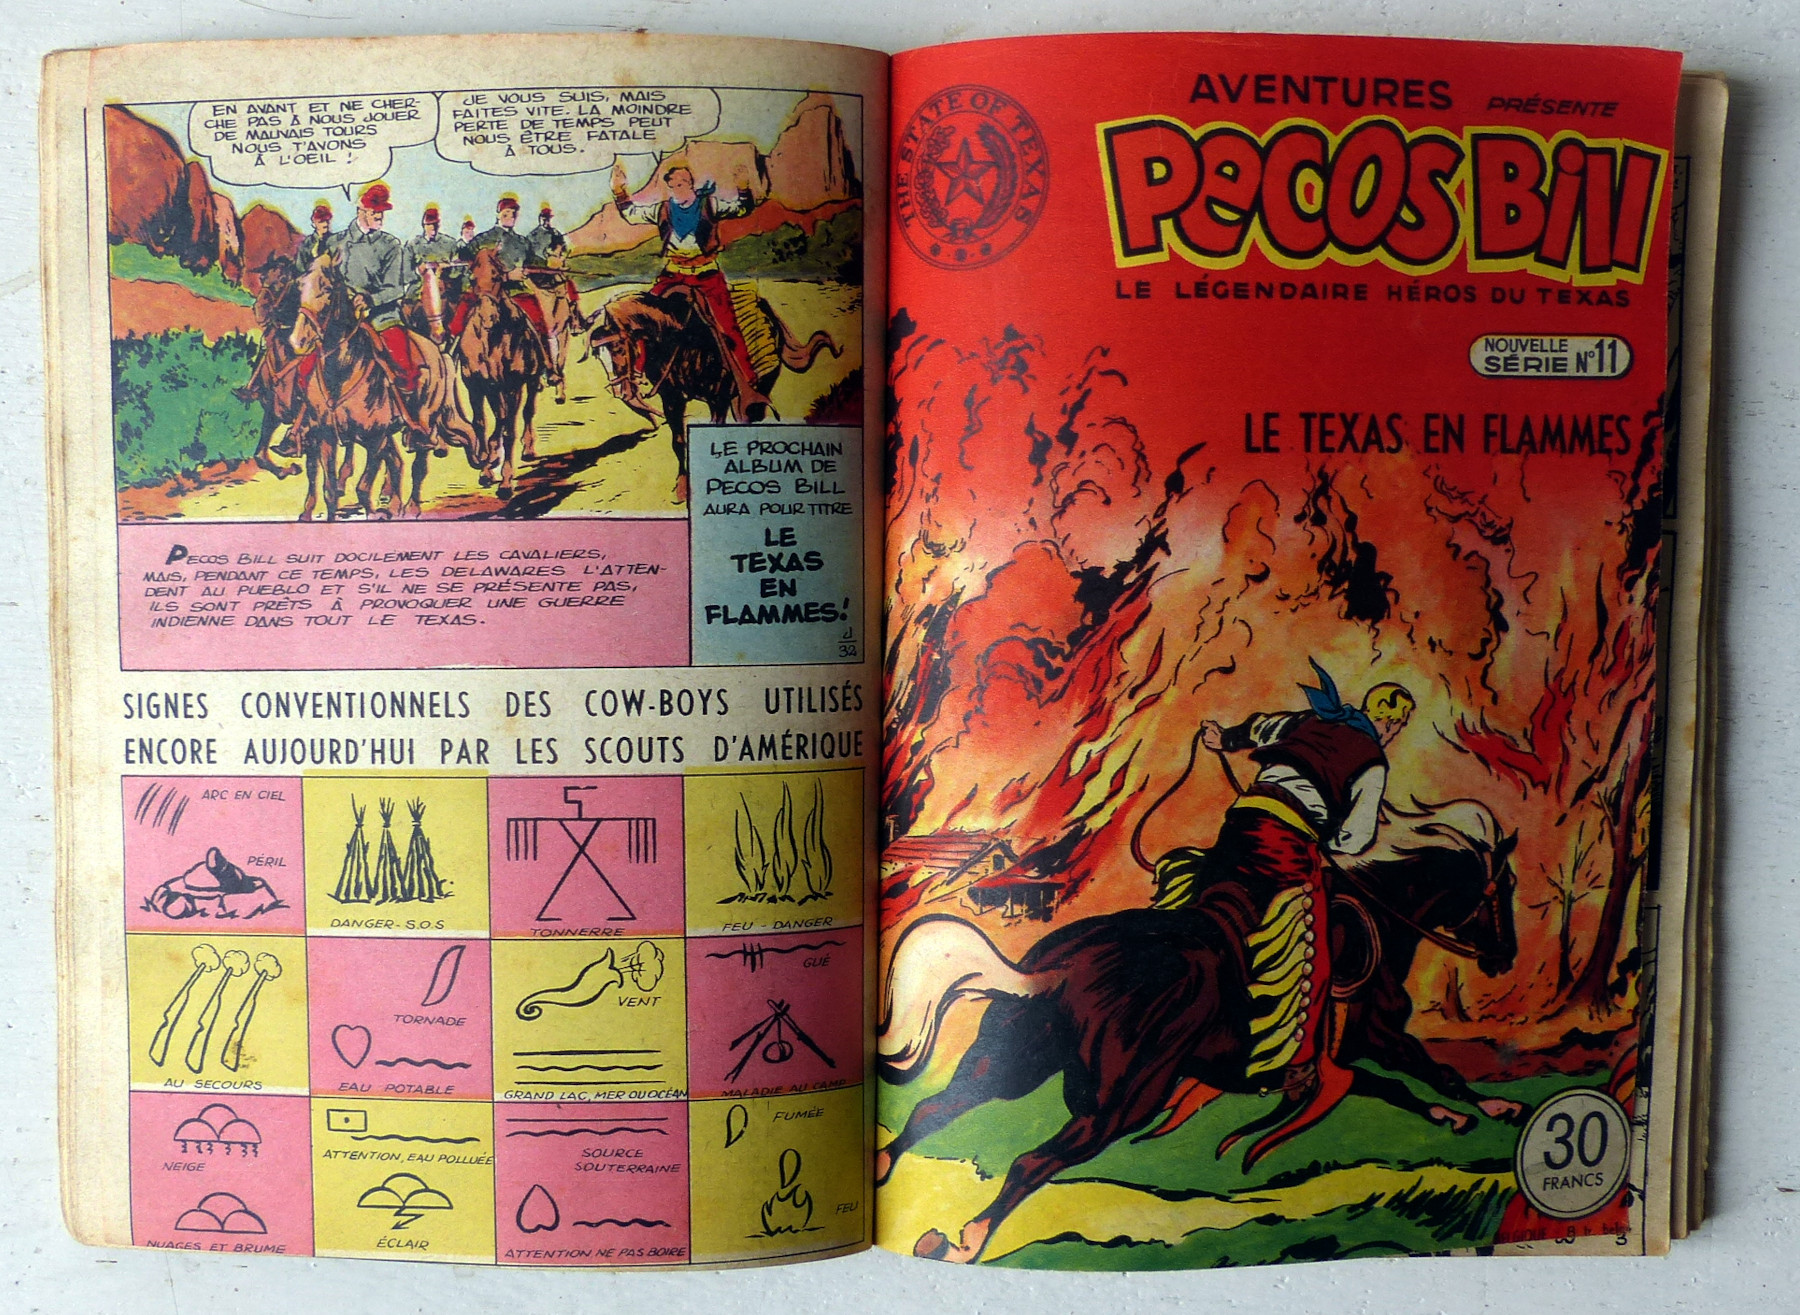 EN AVANT ET NE CHER-
CHE PAS À NOUS JOUER
DE MAUVAIS TOURS
NOUS T'AVONS
À L'OEIL !
JE VOUS SUIS, MAIS
FAITES VITE. LA MOINDRE
PERTE DE TEMPS PEUT
NOUS ÊTRE FATALE
À TOUS.
LE PROCHAIN
ALBUM DE
PECOS BILL
AURA POUR TITRE
LE
TEXAS
EN
FLAMMES!
32
PECOS BILL SUIT DOCILEMENT LES CAVALIERS,
MAIS, PENDANT CE TEMPS, LES DELAWARES L'ATTEN-
DENT AU PUEBLO ET S'IL NE SE PRÉSENTE PAS,
ILS SONT PRÊTS À PROVOQUER UNE GUERRE
INDIENNE DANS TOUT LE TEXAS.
SIGNES CONVENTIONNELS DES COW-BOYS UTILISÉS
ENCORE AUJOURD'HUI PAR LES SCOUTS D'AMÉRIQUE
ARC EN CIEL
PÉRIL
DANGER-S.O.S
TONNERRE
FEU - DANGER
AU SECOURS
TORNADE
EAU POTABLE
VENT
GRAND LAC, MER OU OCÉAN
GUÉ
MALADIE AU CAMP
NEIGE
NUAGES ET BRUME
ATTENTION, EAU POLLUÉE
ÉCLAIR
SOURCE
SOUTERRAINE
ATTENTION NE PAS BOIRE
FUMÉE
FEU
THE STATE OF TEXAS
AVENTURES PRÉSENTE
PECOS BILL
LE LÉGENDAIRE HÉROS DU TEXAS
NOUVELLE
SÉRIE N°11
LE TEXAS EN FLAMMES
30
FRANCS